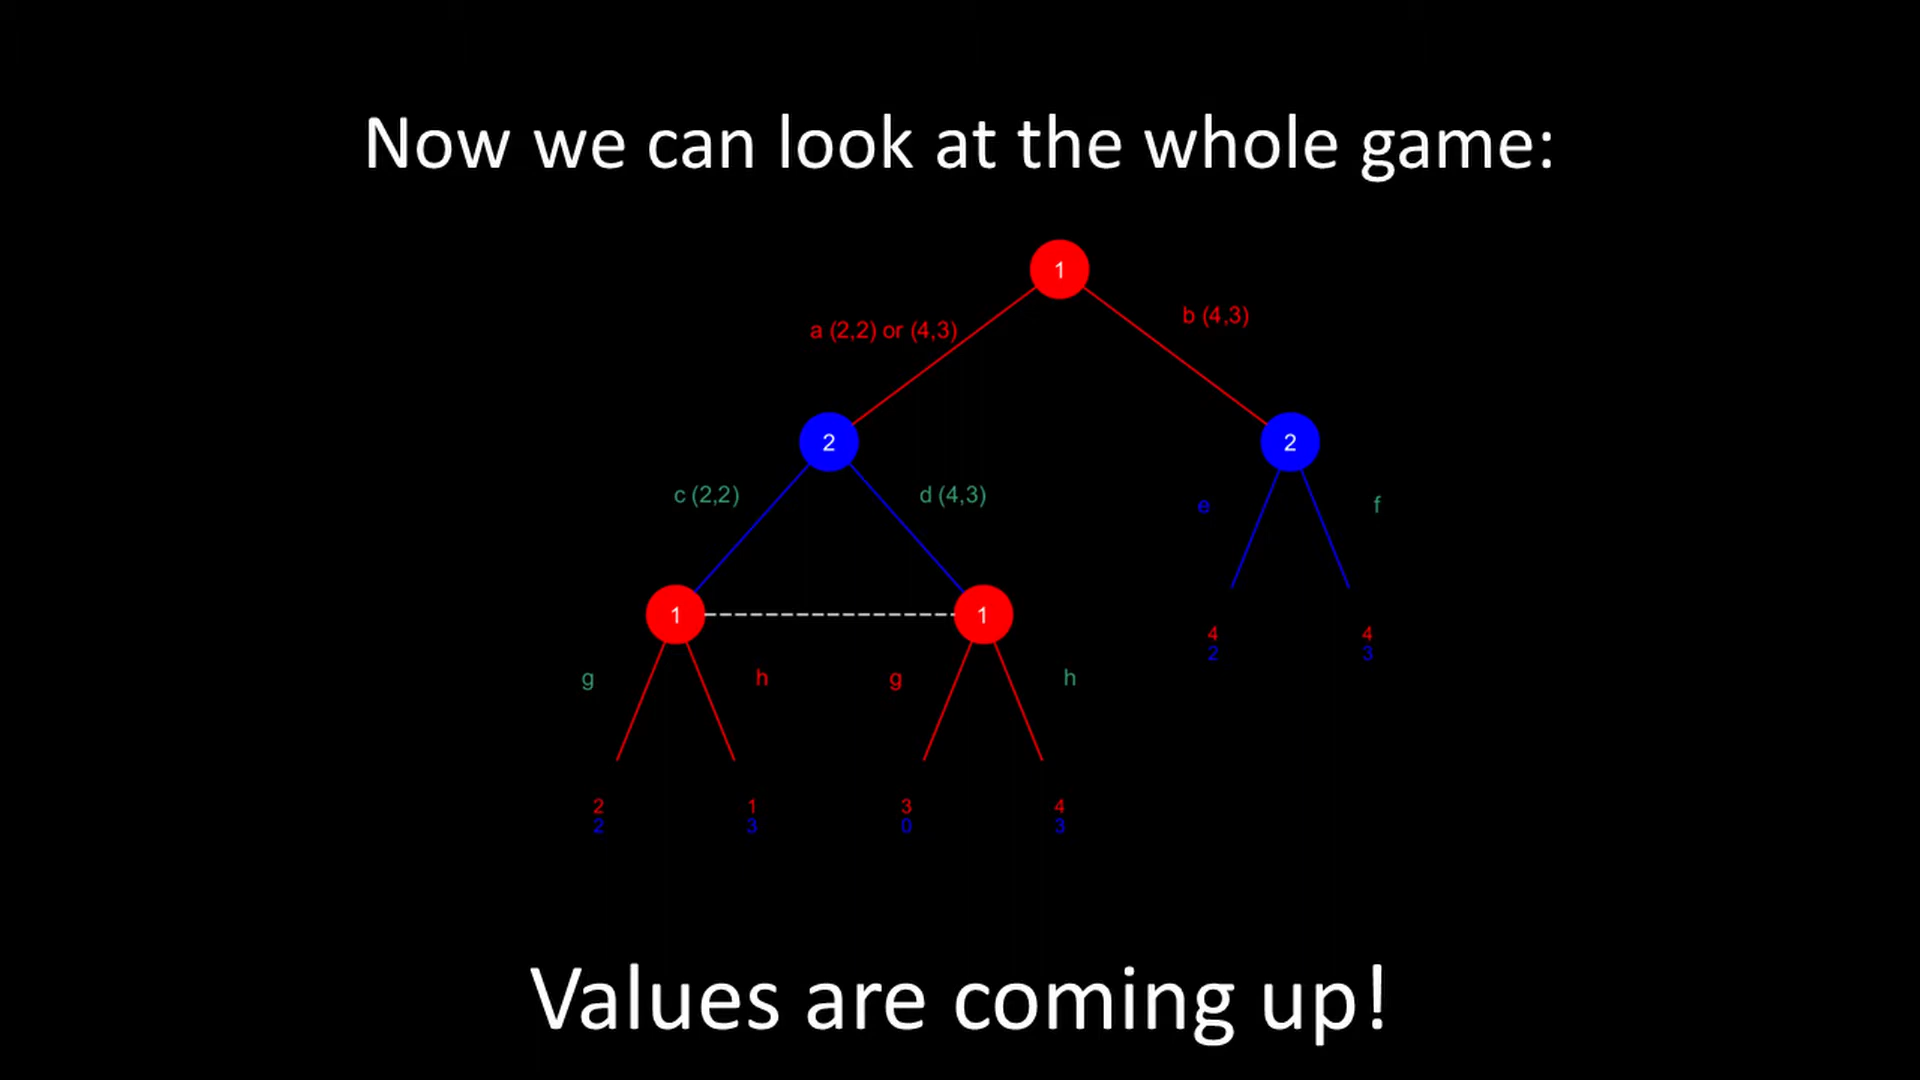 Now we can look at the whole game:
1
a (2,2) or (4,3)
b (4,3)
2
2
c (2,2)
d (4,3)
e
f
1
1
4
2
4
3
g
h
g
h
2
2
1
3
3
0
4
3
Values are coming up!